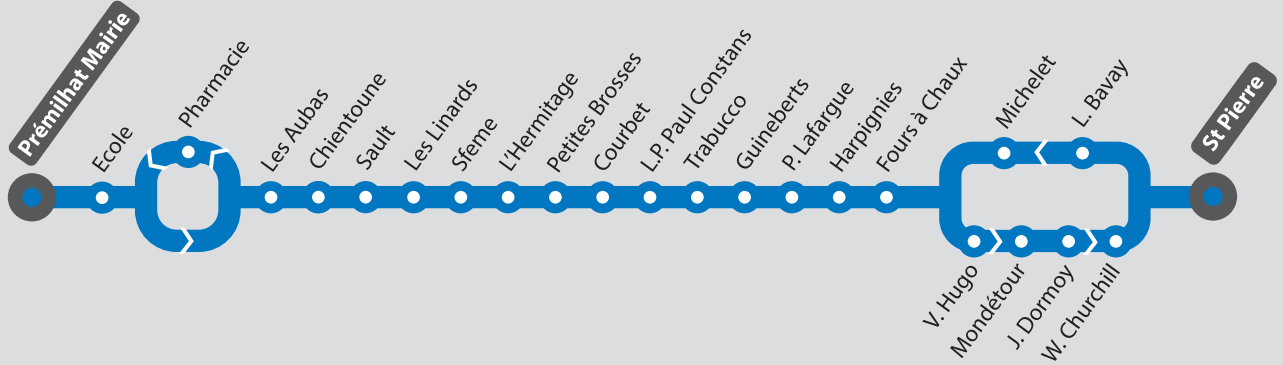 Prémilhat Mairie
Ecole
Pharmacie
Les Aubas
Chientoune
Sault
Les Linards
Sfeme
L'Hermitage
Petites Brosses
Courbet
L.P. Paul Constans
Trabucco
Guineberts
P. Lafargue
Harpignies
Fours à Chaux
Michelet
L. Bavay
V. Hugo
Mondétour
J. Dormoy
W. Churchill
St Pierre